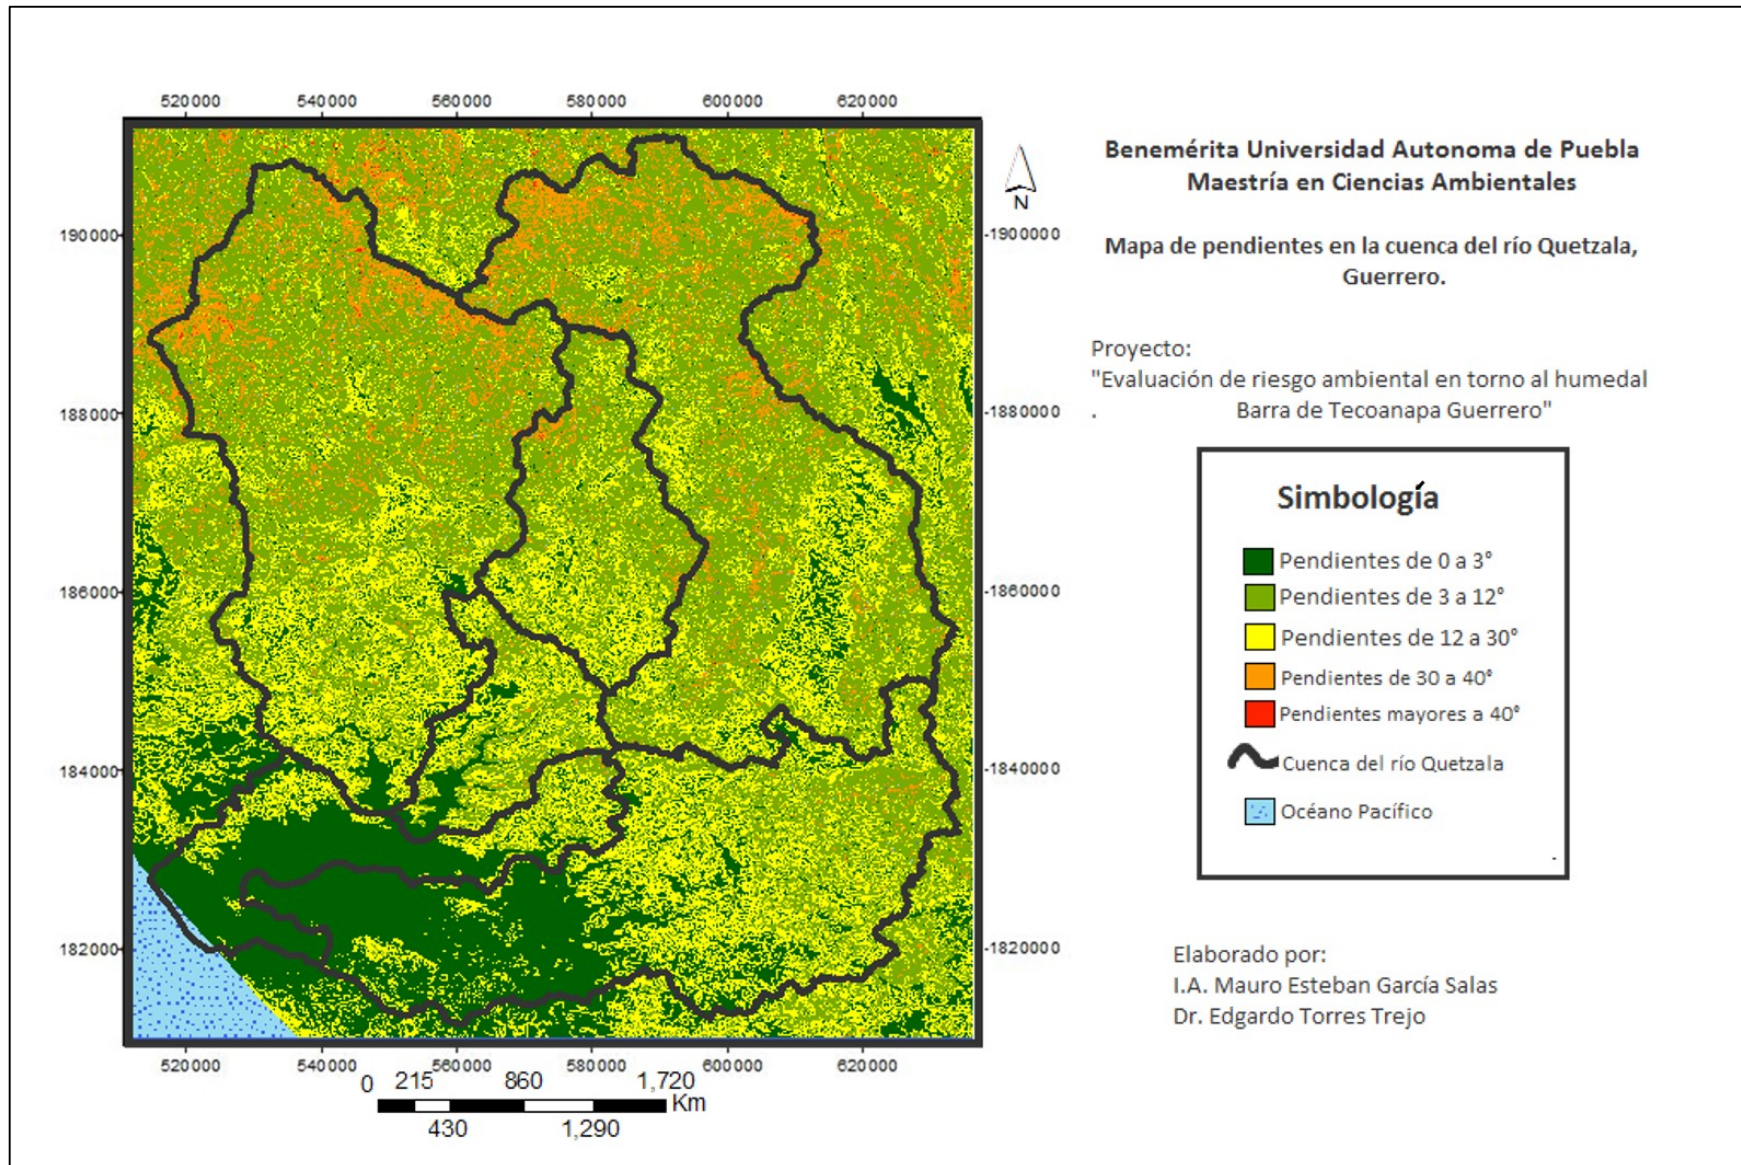 520000 540000 560000 580000 600000 620000
190000
188000
186000
184000
182000
-1900000
-1880000
-1860000
-1840000
-1820000
520000 540000 560000 580000 600000 620000
0 215 860 1,720
Km
430 1,290
N
Benemérita Universidad Autonoma de Puebla
Maestría en Ciencias Ambientales
Mapa de pendientes en la cuenca del río Quetzala,
Guerrero.
Proyecto:
"Evaluación de riesgo ambiental en torno al humedal
. Barra de Tecoanapa Guerrero"
Simbología
Pendientes de 0 a 3°
Pendientes de 3 a 12°
Pendientes de 12 a 30°
Pendientes de 30 a 40°
Pendientes mayores a 40°
Cuenca del río Quetzala
Océano Pacífico
Elaborado por:
I.A. Mauro Esteban García Salas
Dr. Edgardo Torres Trejo